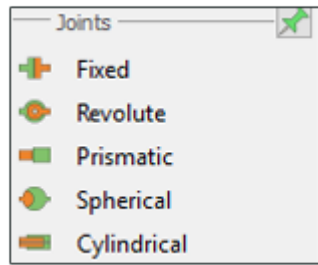 Joints
Fixed
Revolute
Prismatic
Spherical
Cylindrical